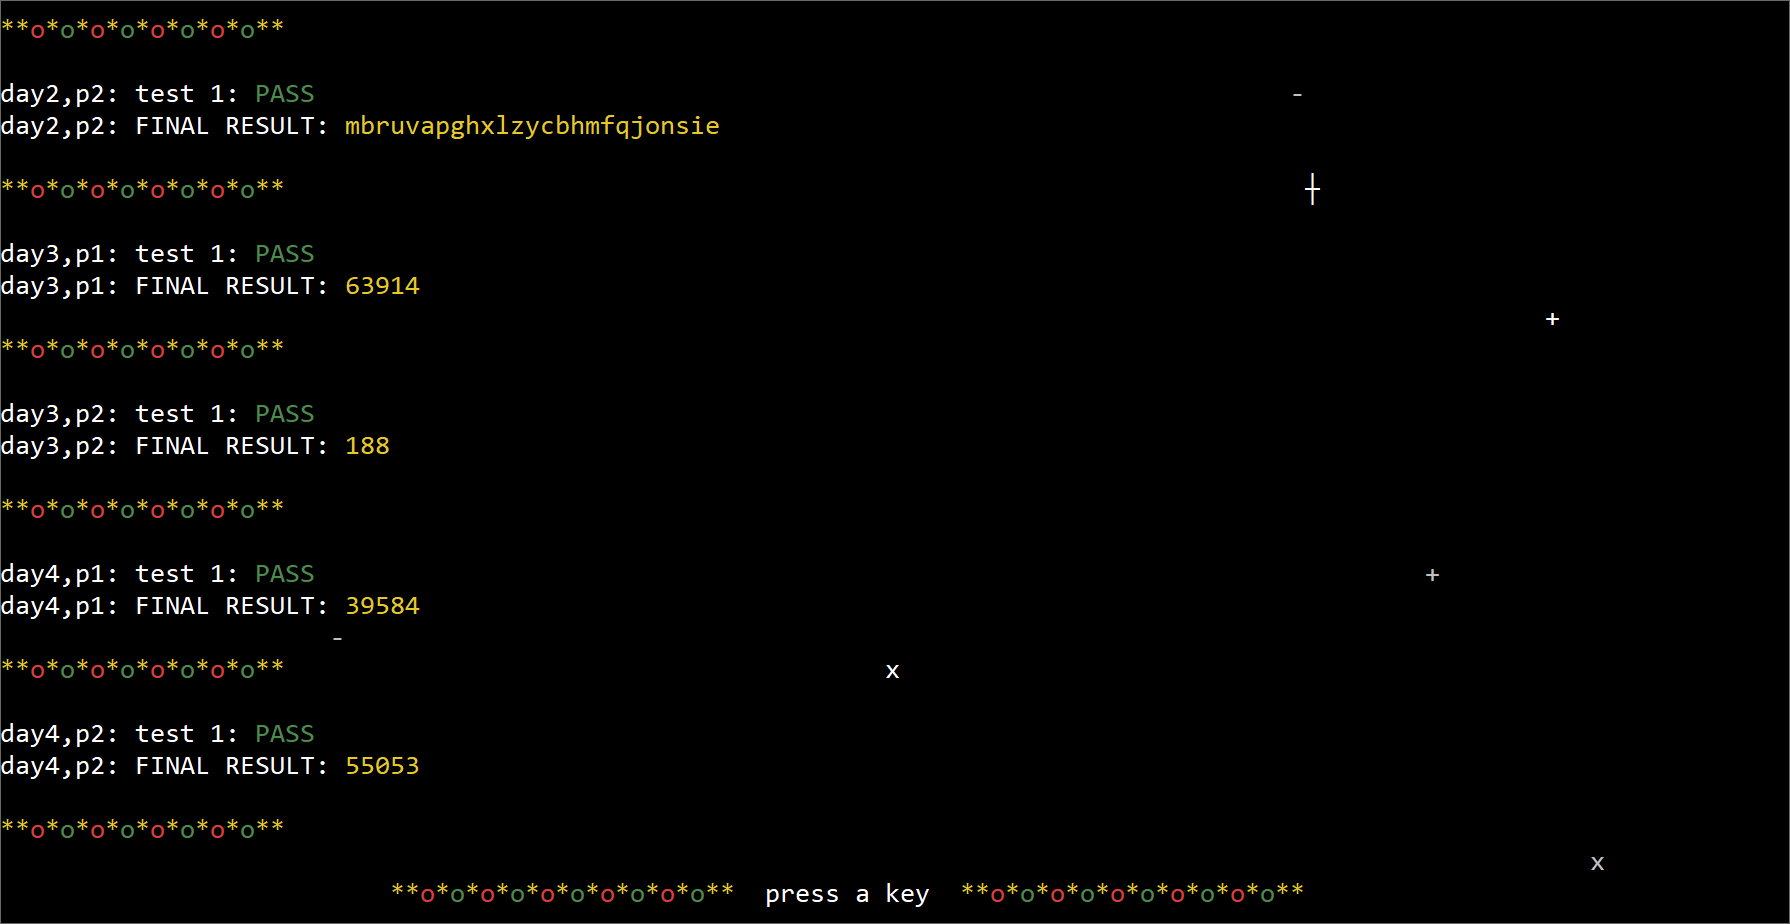 **o*o*o*o*o*o*o*o**
day2,p2: test 1: PASS
-
day2,p2: FINAL RESULT: mbruvapghxlzycbhmfqjonsie
**o*o*o*o*o*o*o*o**
┼
day3,p1: test 1: PASS
day3,p1: FINAL RESULT: 63914
+
**o*o*o*o*o*o*o*o**
day3,p2: test 1: PASS
day3,p2: FINAL RESULT: 188
**o*o*o*o*o*o*o*o**
day4,p1: test 1: PASS
+
day4,p1: FINAL RESULT: 39584
-
**o*o*o*o*o*o*o*o**
x
day4,p2: test 1: PASS
day4,p2: FINAL RESULT: 55053
**o*o*o*o*o*o*o*o**
x
**o*o*o*o*o*o*o*o*o*o** press a key **o*o*o*o*o*o*o*o*o*o**